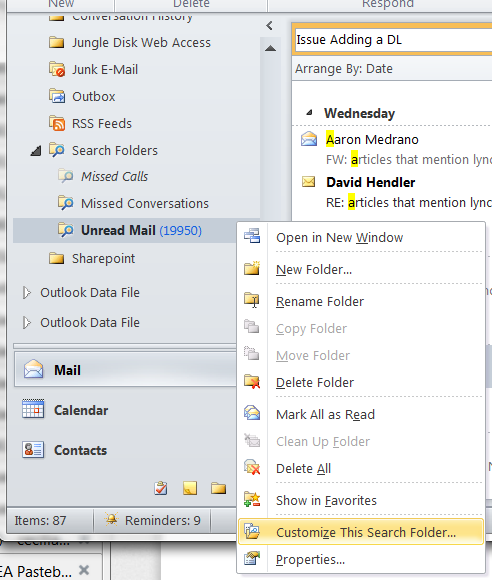 New
Delete
Respond
Conversation History
Jungle Disk Web Access
Junk E-Mail
Outbox
RSS Feeds
Search Folders
Missed Calls
Missed Conversations
Unread Mail (19950)
Sharepoint
Outlook Data File
Outlook Data File
Mail
Calendar
Contacts
Items: 87
Reminders: 9
EA Pasteb...
Issue Adding a DL
Arrange By: Date
Wednesday
Aaron Medrano
FW: articles that mention lync
David Hendler
RE: articles that mention lync
Open in New Window
New Folder...
Rename Folder
Copy Folder
Move Folder
Delete Folder
Mark All as Read
Clean Up Folder
Delete All
Show in Favorites
Customize This Search Folder...
Properties...